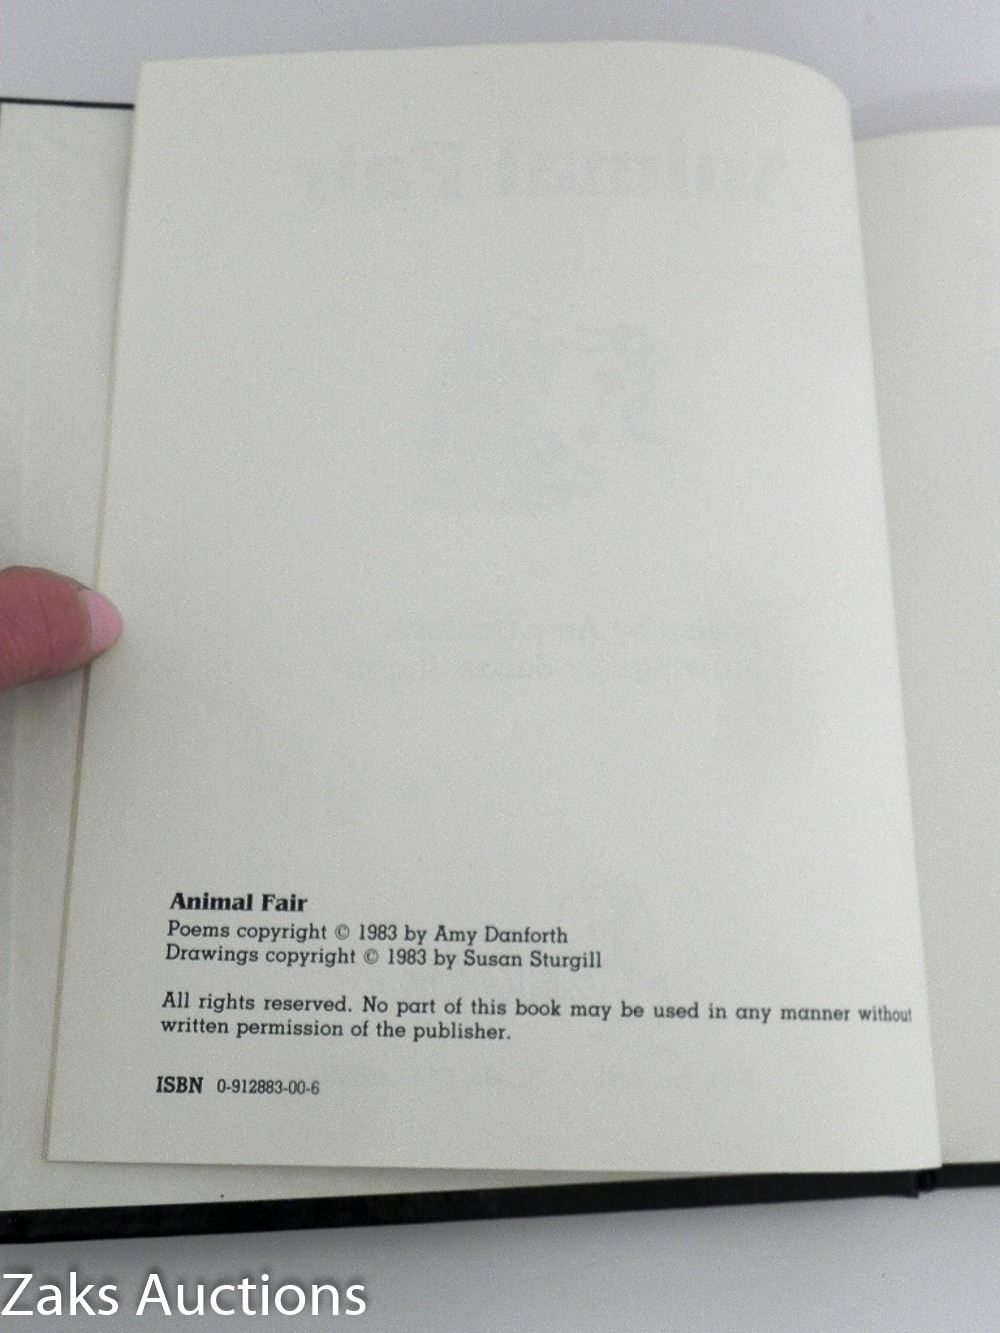 Animal Fair
Poems copyright © 1983 by Amy Danforth
Drawings copyright © 1983 by Susan Sturgill
All rights reserved. No part of this book may be used in any manner without
written permission of the publisher.
ISBN 0-912883-00-6
Zaks Auctions